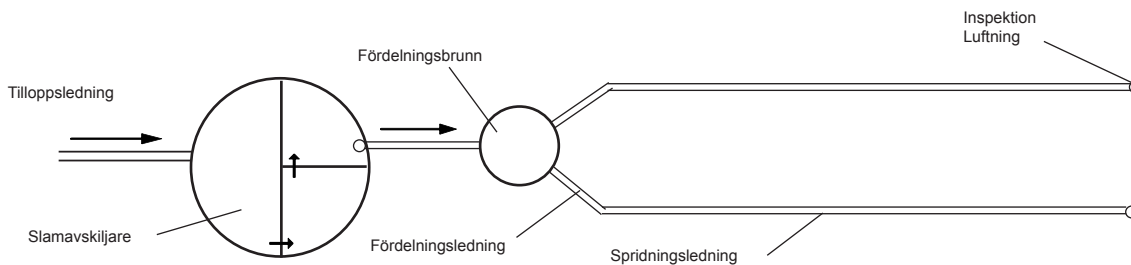 Inspektion
Luftning
Fördelningsbrunn
Tilloppsledning
Slamavskiljare
Fördelningsledning
Spridningsledning